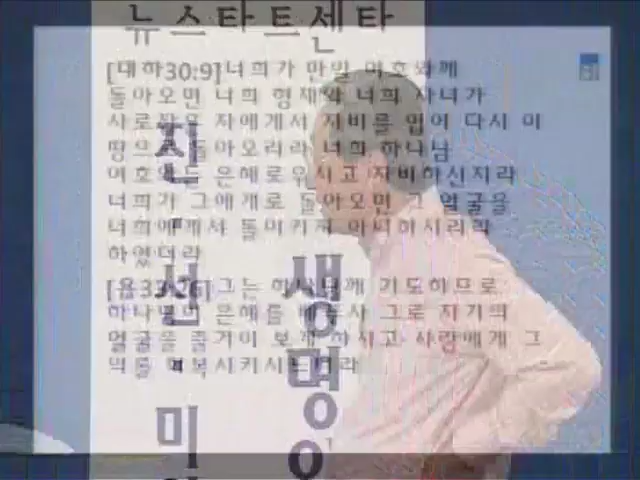 뉴스타트센타
[대하30:9]너희가 만일 여호와께
돌아오면 너희 형제와 너희 자녀가
사로잡은 자에게서 자비를 입어 다시 이
땅으로 돌아오리라 너희 하나님
여호와는 은혜로우시고 자비하신지라
너희가 그에게로 돌아오면 그 얼굴을
너희에게서 돌이키지 아니하시리라
하였더라
[욥33:26]그는 하나님께 기도하므로
하나님이 은혜를 베푸사 그로 자기의
얼굴을 즐거이 보게 하시고 사람에게 그
의를 회복시키시느니라
진·선·미
생명